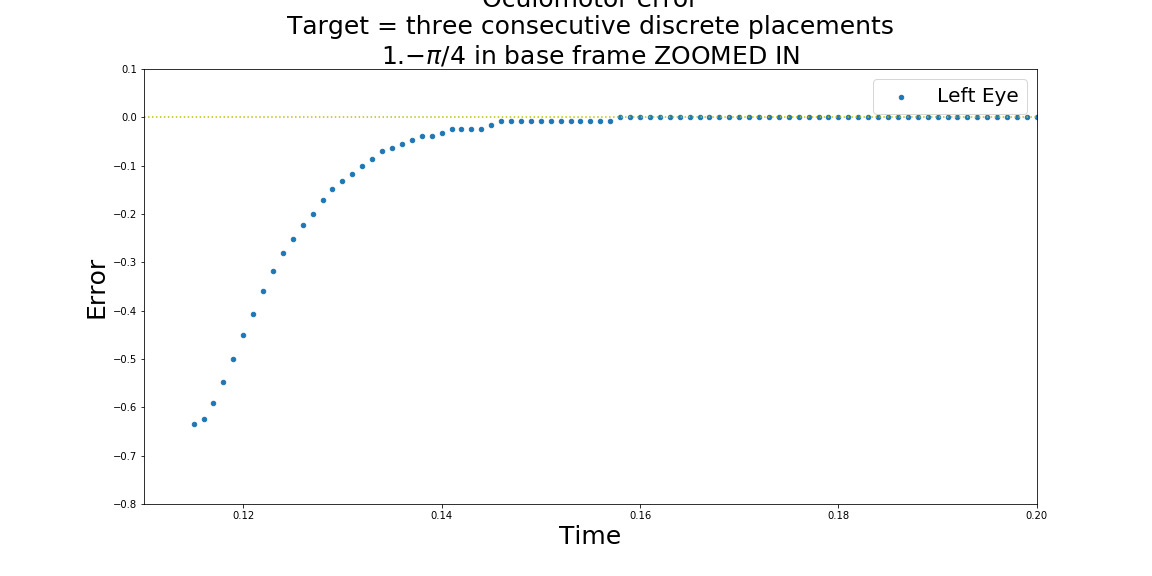 Oculomotor error
Target = three consecutive discrete placements
1.−π/4 in base frame ZOOMED IN
Left Eye
0.1
0.0
−0.1
−0.2
−0.3
−0.4
−0.5
−0.6
−0.7
−0.8
Error
0.12
0.14
0.16
0.18
0.20
Time